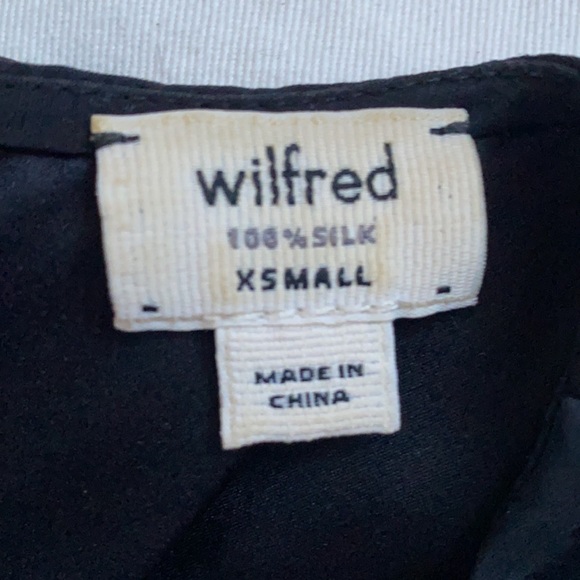 wilfred
100% SILK
XSMALL
MADE IN
CHINA